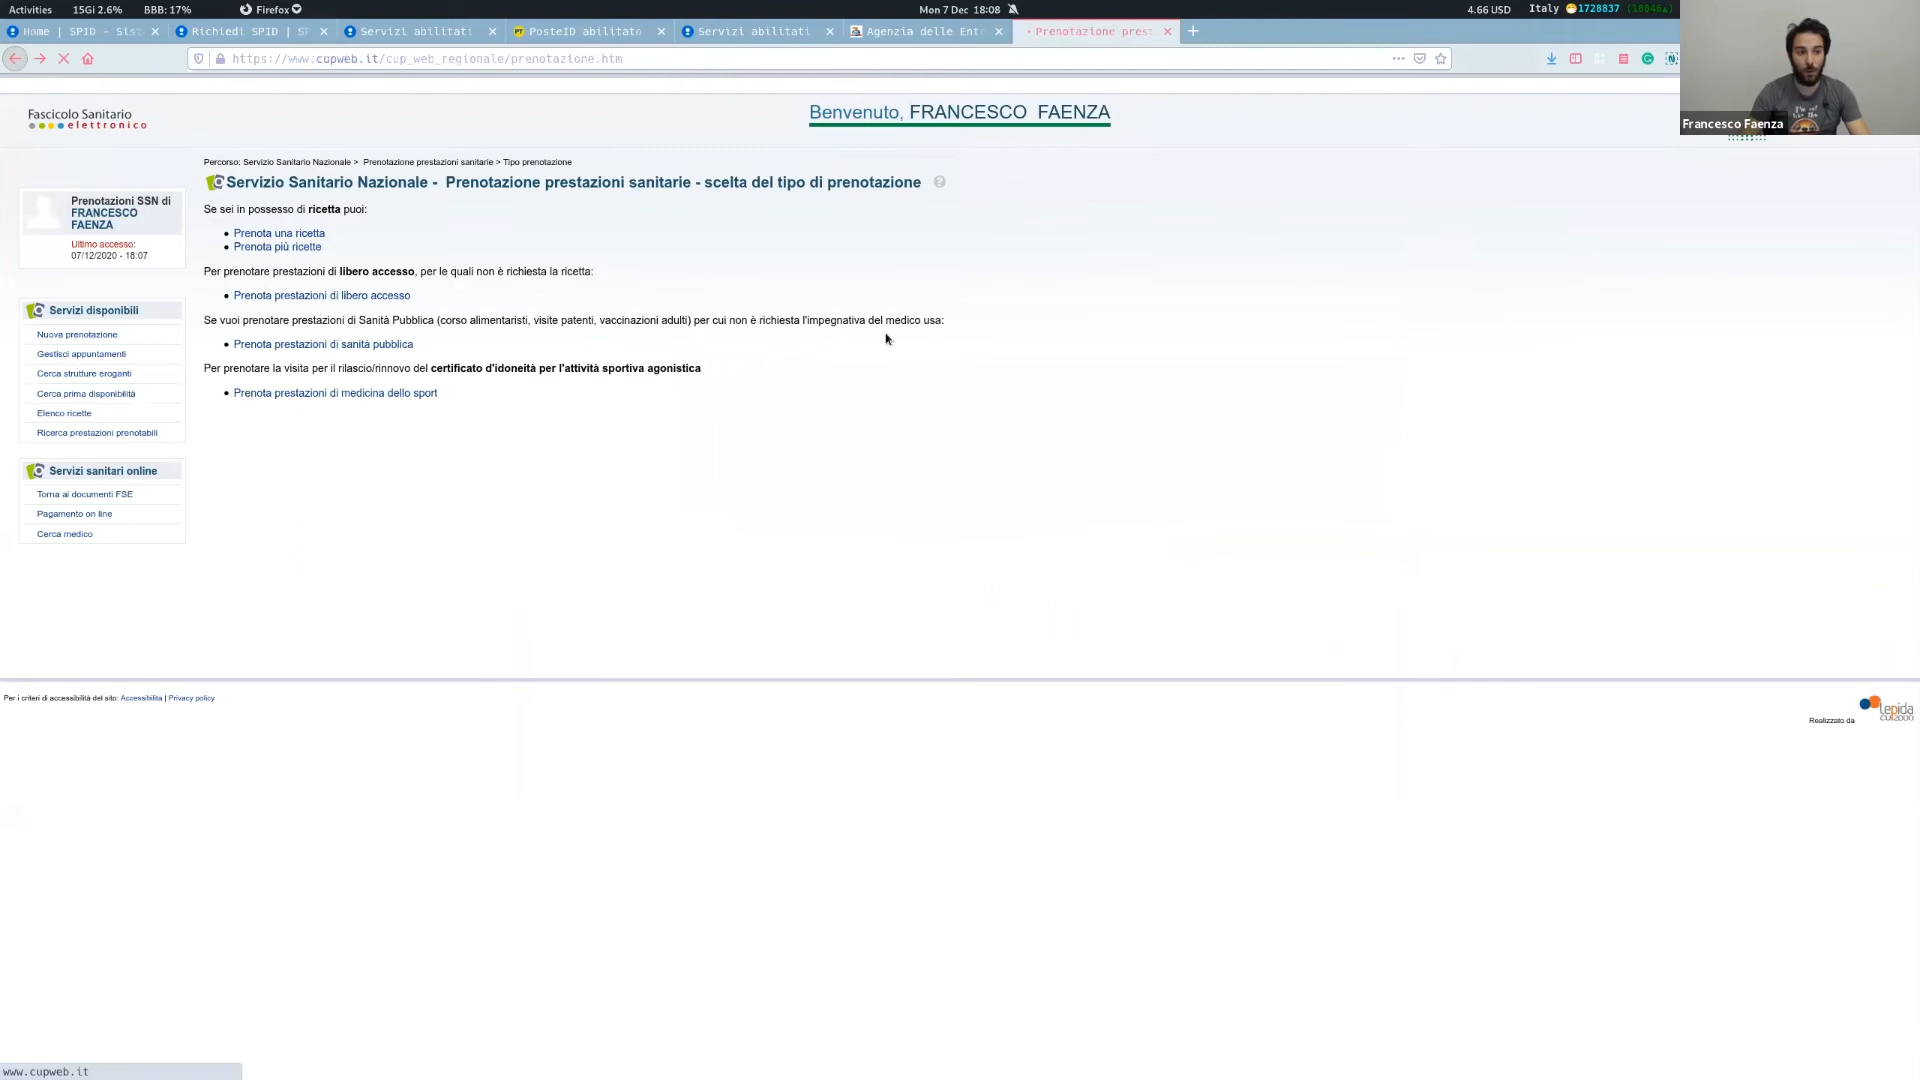 Activities 15Gi 2.6% BBB: 17% Firefox Mon 7 Dec 18:08 4.66 USD Italy 1728837 (18846▲)
Home | SPID - Sist Richiedi SPID | SP Servizi abilitati PosteID abilitato Servizi abilitati Agenzia delle Ent Prenotazione prest
https://www.cupweb.it/cup_web_regionale/prenotazione.htm
Francesco Faenza
Fascicolo Sanitario
elettronico
Benvenuto, FRANCESCO FAENZA
Percorso: Servizio Sanitario Nazionale > Prenotazione prestazioni sanitarie > Tipo prenotazione
Servizio Sanitario Nazionale - Prenotazione prestazioni sanitarie - scelta del tipo di prenotazione ?
Prenotazioni SSN di
FRANCESCO
FAENZA
Ultimo accesso:
07/12/2020 - 18:07
Servizi disponibili
Nuova prenotazione
Gestisci appuntamenti
Cerca strutture eroganti
Cerca prima disponibilità
Elenco ricette
Ricerca prestazioni prenotabili
Servizi sanitari online
Torna ai documenti FSE
Pagamento on line
Cerca medico
Se sei in possesso di ricetta puoi:
• Prenota una ricetta
• Prenota più ricette
Per prenotare prestazioni di libero accesso, per le quali non è richiesta la ricetta:
• Prenota prestazioni di libero accesso
Se vuoi prenotare prestazioni di Sanità Pubblica (corso alimentaristi, visite patenti, vaccinazioni adulti) per cui non è richiesta l'impegnativa del medico usa:
• Prenota prestazioni di sanità pubblica
Per prenotare la visita per il rilascio/rinnovo del certificato d'idoneità per l'attività sportiva agonistica
• Prenota prestazioni di medicina dello sport
Per i criteri di accessibilità del sito: Accessibilita | Privacy policy
Realizzato da
Lepida
cup2000
www.cupweb.it